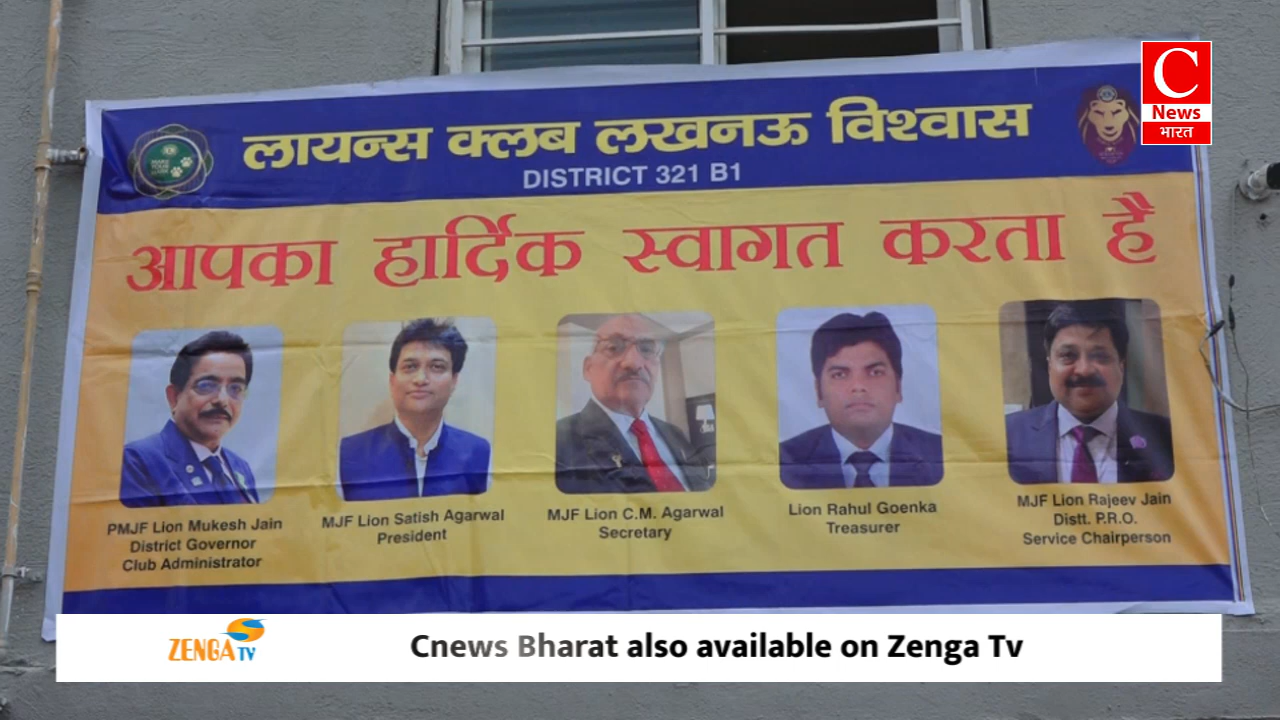 लायन्स क्लब लखनऊ विश्वास
DISTRICT 321 B1
आपका हार्दिक स्वागत करता है
PMJF Lion Mukesh Jain
District Governor
Club Administrator
MJF Lion Satish Agarwal
President
MJF Lion C.M. Agarwal
Secretary
Lion Rahul Goenka
Treasurer
MJF Lion Rajeev Jain
Distt. P.R.O.
Service Chairperson
C
News
भारत
ZENGA TV
Cnews Bharat also available on Zenga Tv